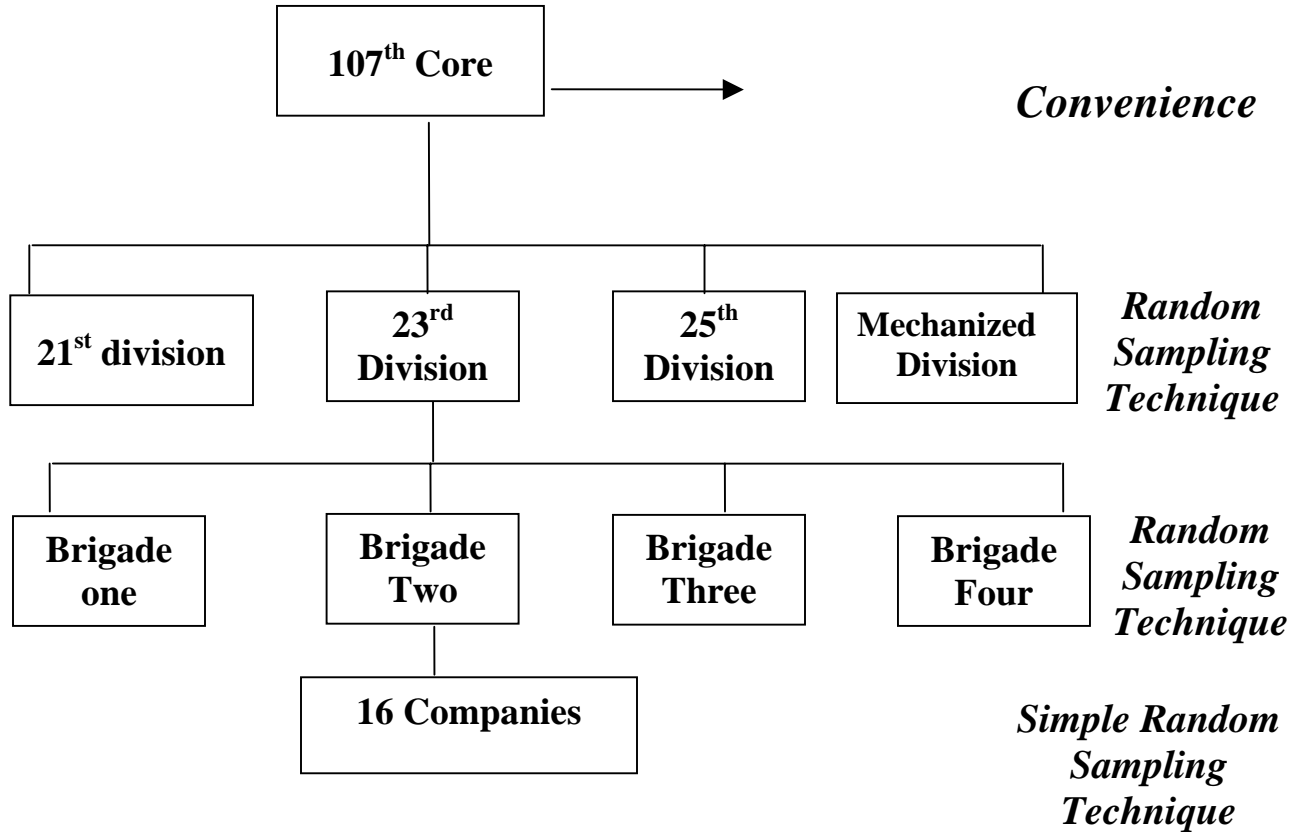 107th Core
Convenience
21st division
23rd
Division
25th
Division
Mechanized
Division
Random
Sampling
Technique
Brigade
one
Brigade
Two
Brigade
Three
Brigade
Four
Random
Sampling
Technique
16 Companies
Simple Random
Sampling
Technique